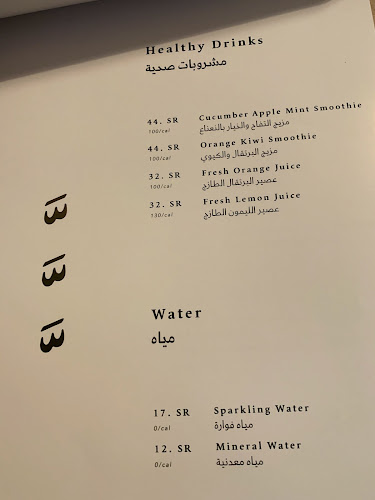 Healthy Drinks
مشروبات صحية
44. SR Cucumber Apple Mint Smoothie
100/cal مزيج التفاح والخيار بالنعناع
44. SR Orange Kiwi Smoothie
100/cal مزيج البرتقال والكيوي
32. SR Fresh Orange Juice
100/cal عصير البرتقال الطازج
32. SR Fresh Lemon Juice
130/cal عصير الليمون الطازج
Water
مياه
17. SR Sparkling Water
0/cal مياه فوارة
12. SR Mineral Water
0/cal مياه معدنية